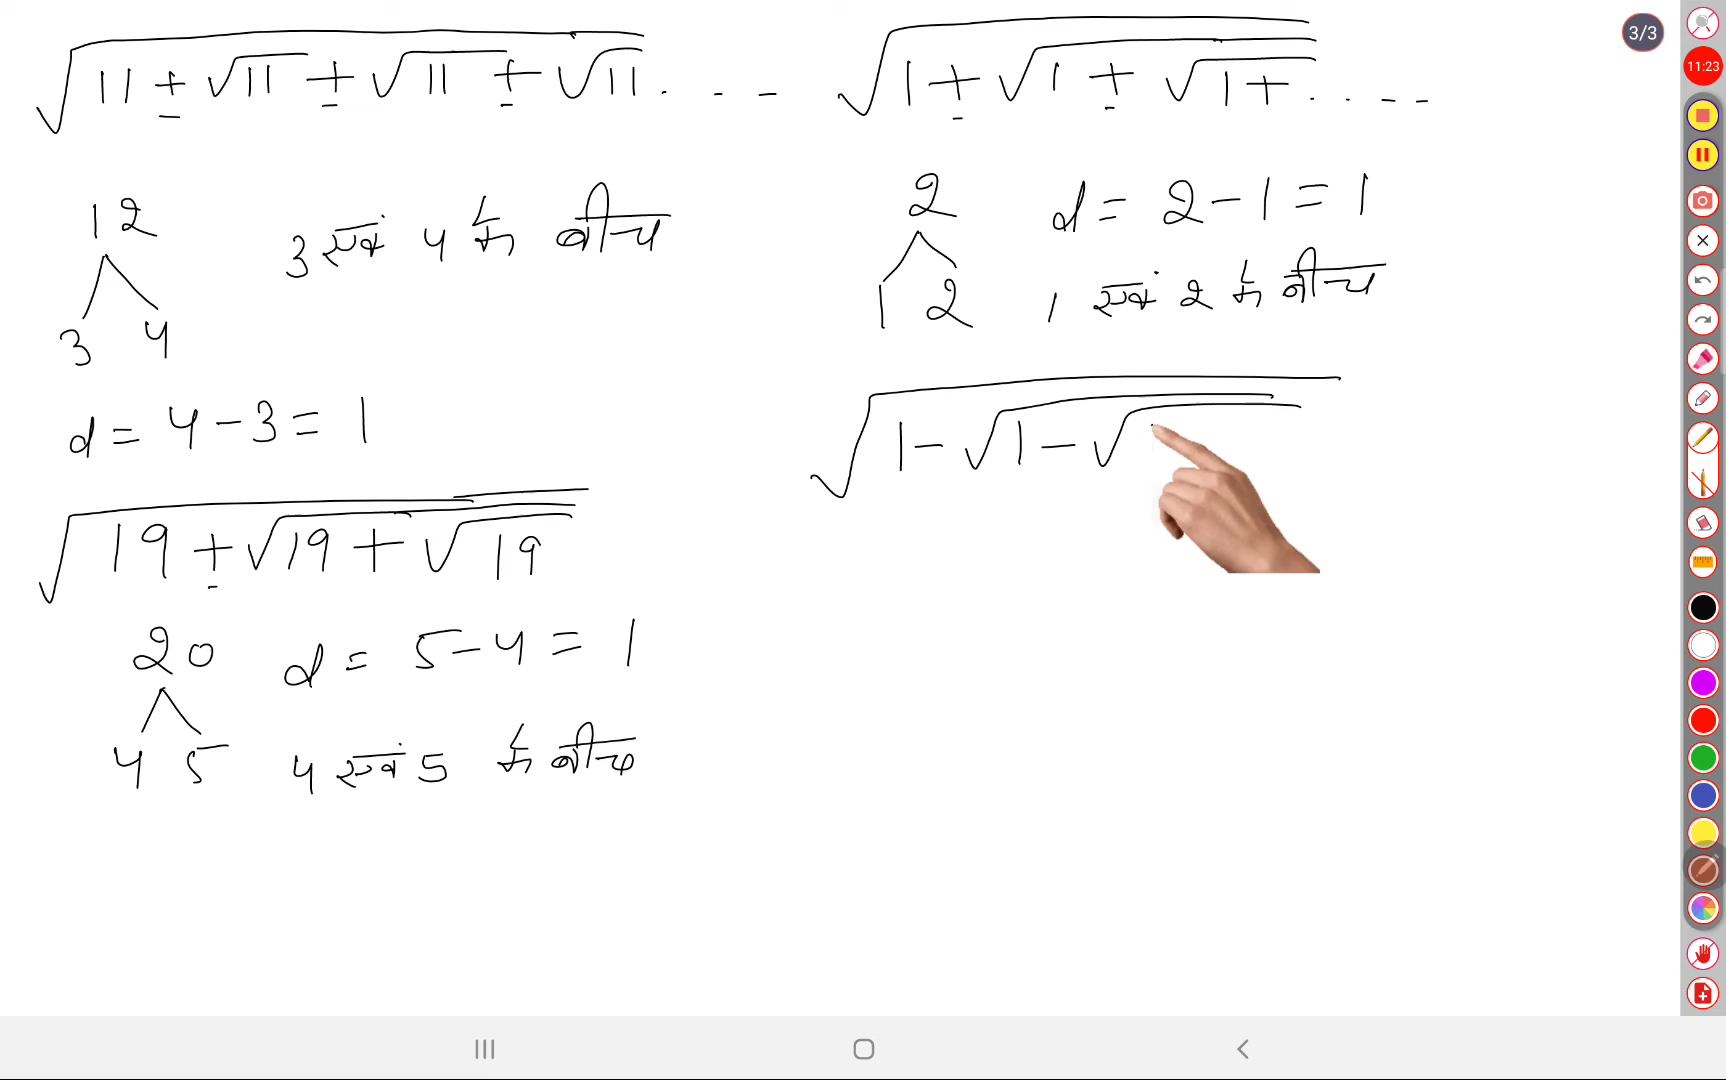 √11 + √11 + √11 + √11 . - - -
12
3 4
3 एवं 4 के बीच
d = 4 - 3 = 1
√19 + √19 + √19
20
4 5
d = 5 - 4 = 1
4 एवं 5 के बीच
√1 + √1 + √1 + . . - -
2
1 2
d = 2 - 1 = 1
1 एवं 2 के बीच
√1 - √1 - √
3/3
11:23